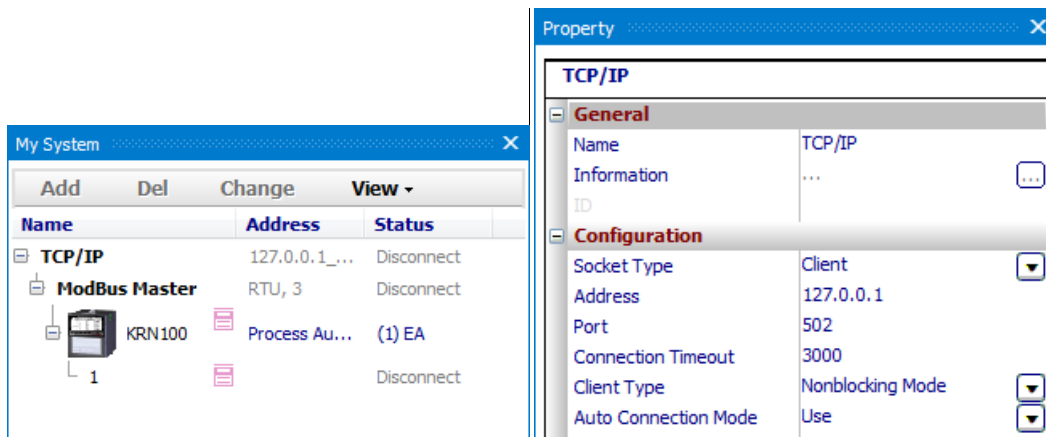 My System
Add Del Change View
Name Address Status
TCP/IP 127.0.0.1_... Disconnect
ModBus Master RTU, 3 Disconnect
KRN100 Process Au... (1) EA
1 Disconnect
Property
TCP/IP
General
Name TCP/IP
Information ... ...
ID
Configuration
Socket Type Client
Address 127.0.0.1
Port 502
Connection Timeout 3000
Client Type Nonblocking Mode
Auto Connection Mode Use